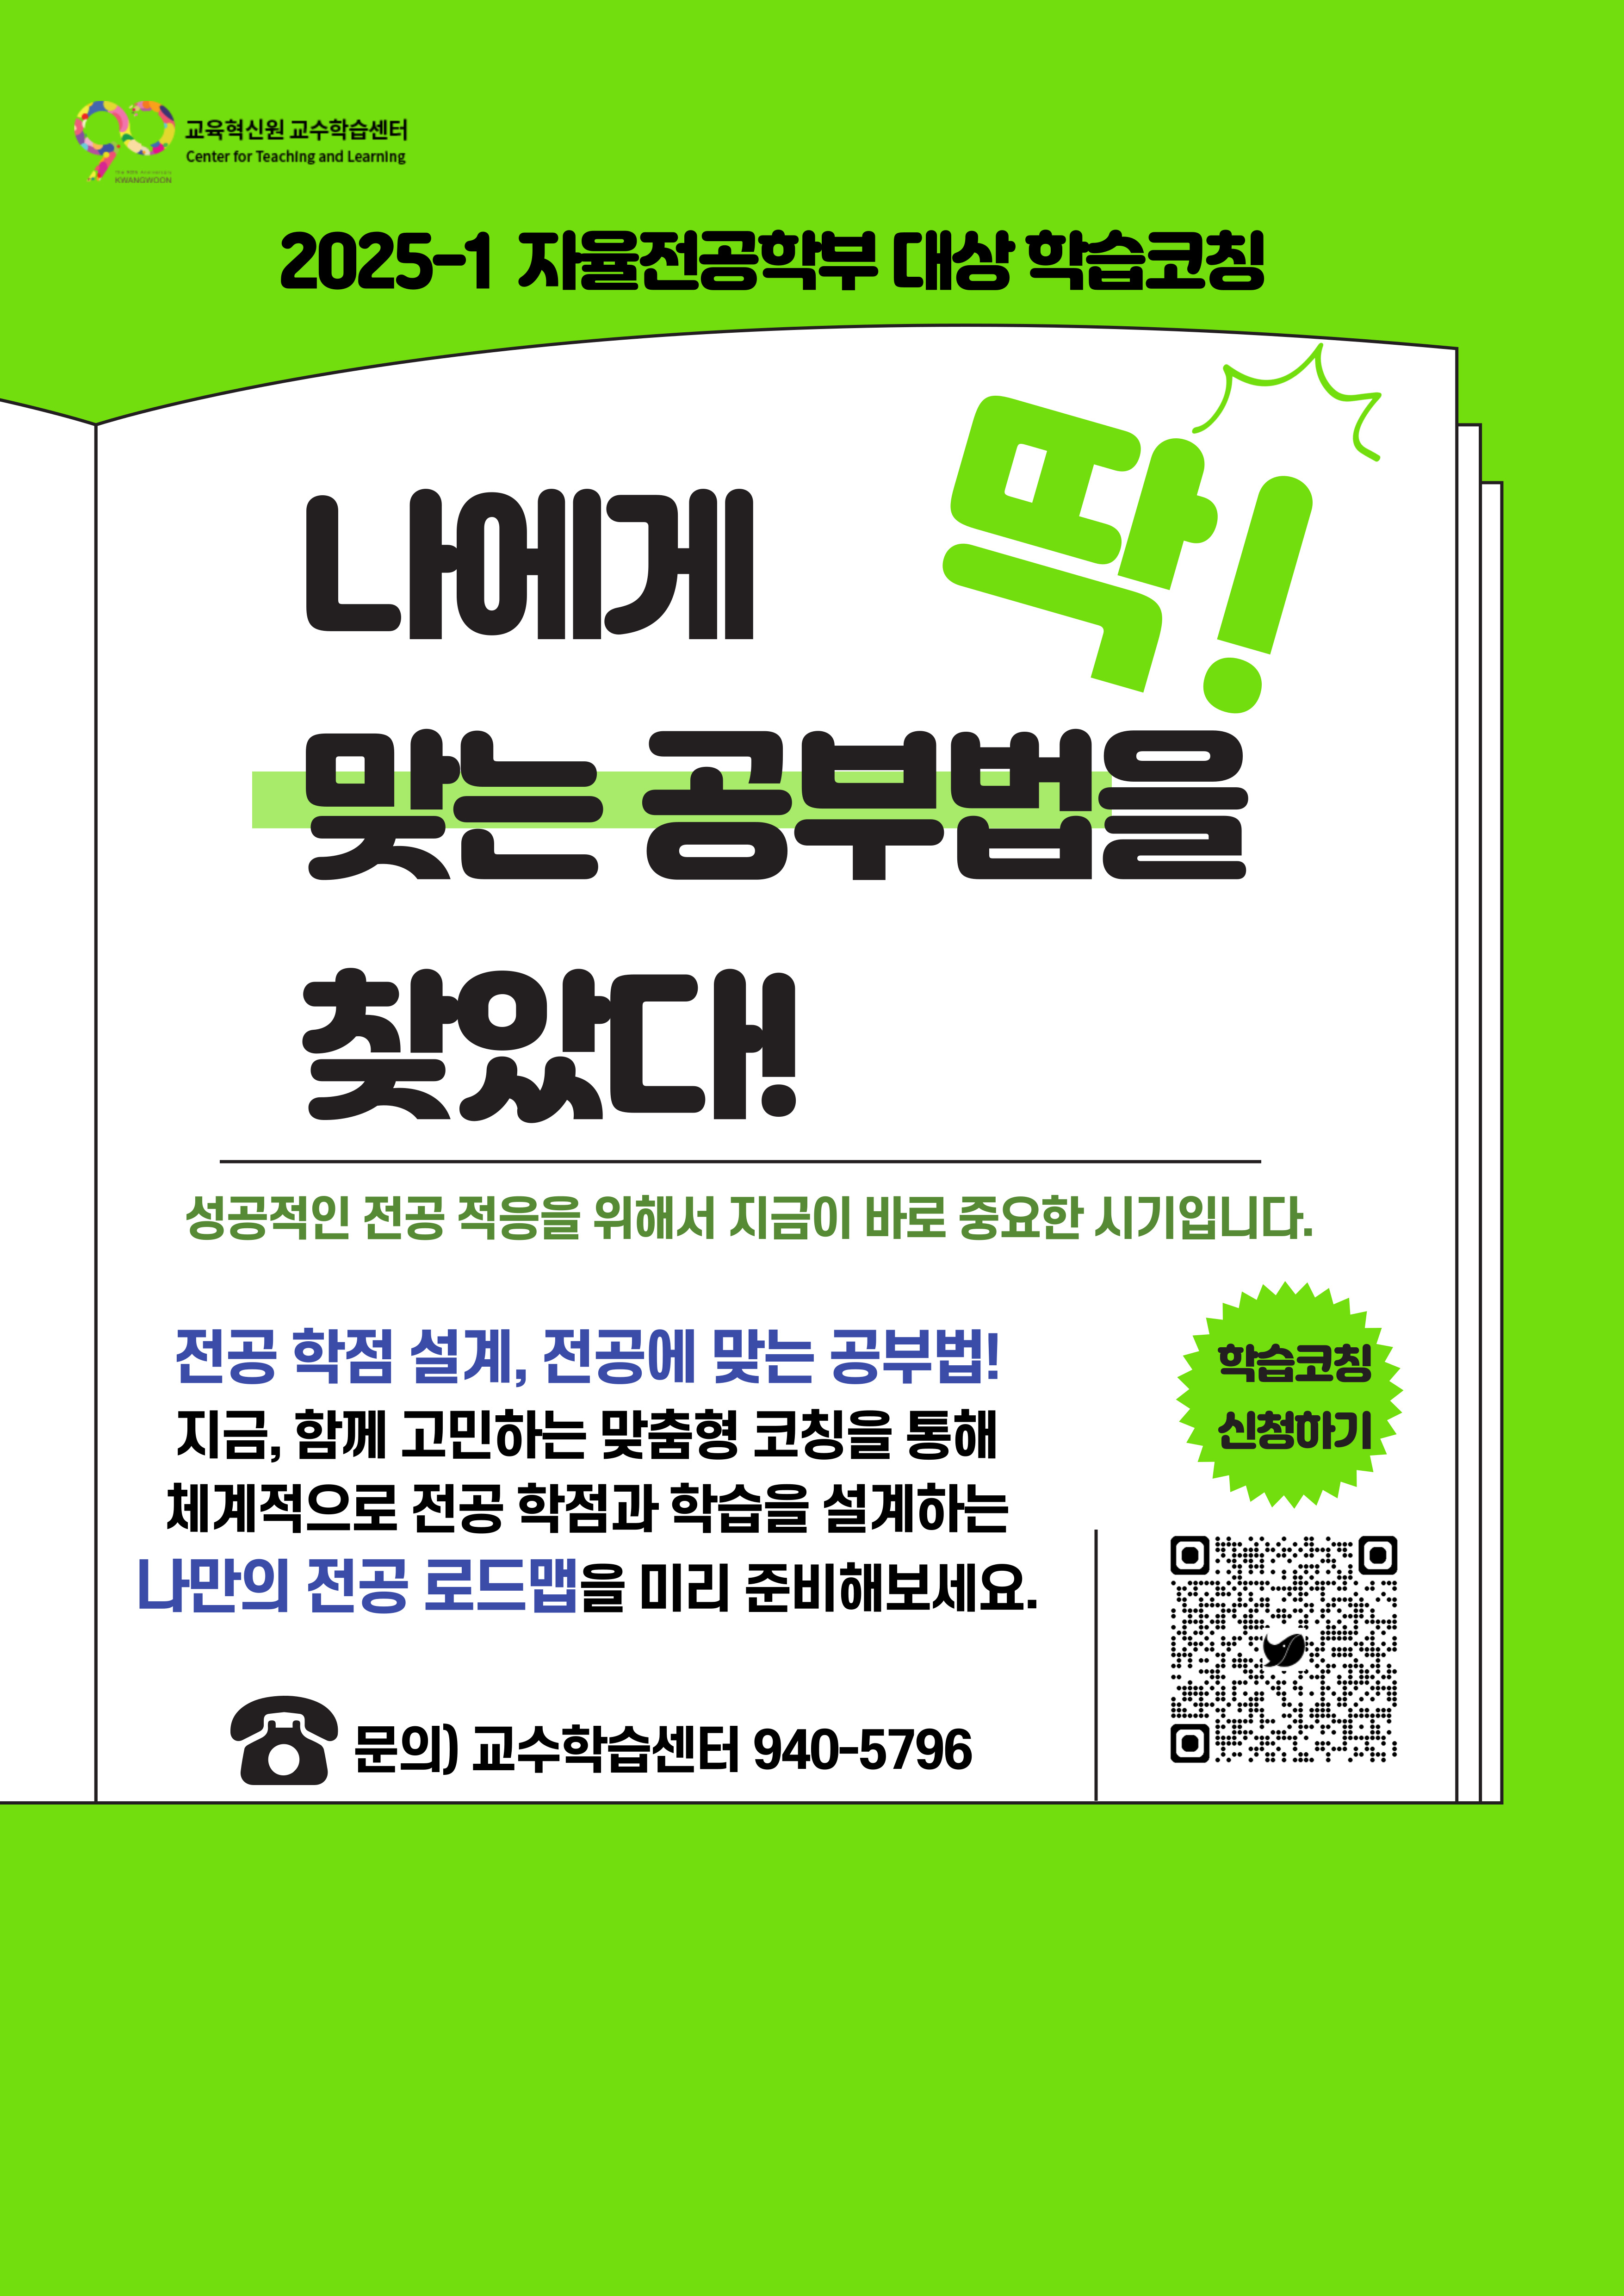 교육혁신원 교수학습센터
Center for Teaching and Learning
KWANGWOON
2025-1 자율전공학부 대상 학습코칭
나에게
딱!
맞는 공부법을
찾았다!
성공적인 전공 적응을 위해서 지금이 바로 중요한 시기입니다.
전공 학점 설계, 전공에 맞는 공부법!
지금, 함께 고민하는 맞춤형 코칭을 통해
체계적으로 전공 학점과 학습을 설계하는
나만의 전공 로드맵을 미리 준비해보세요.
학습코칭
신청하기
문의) 교수학습센터 940-5796